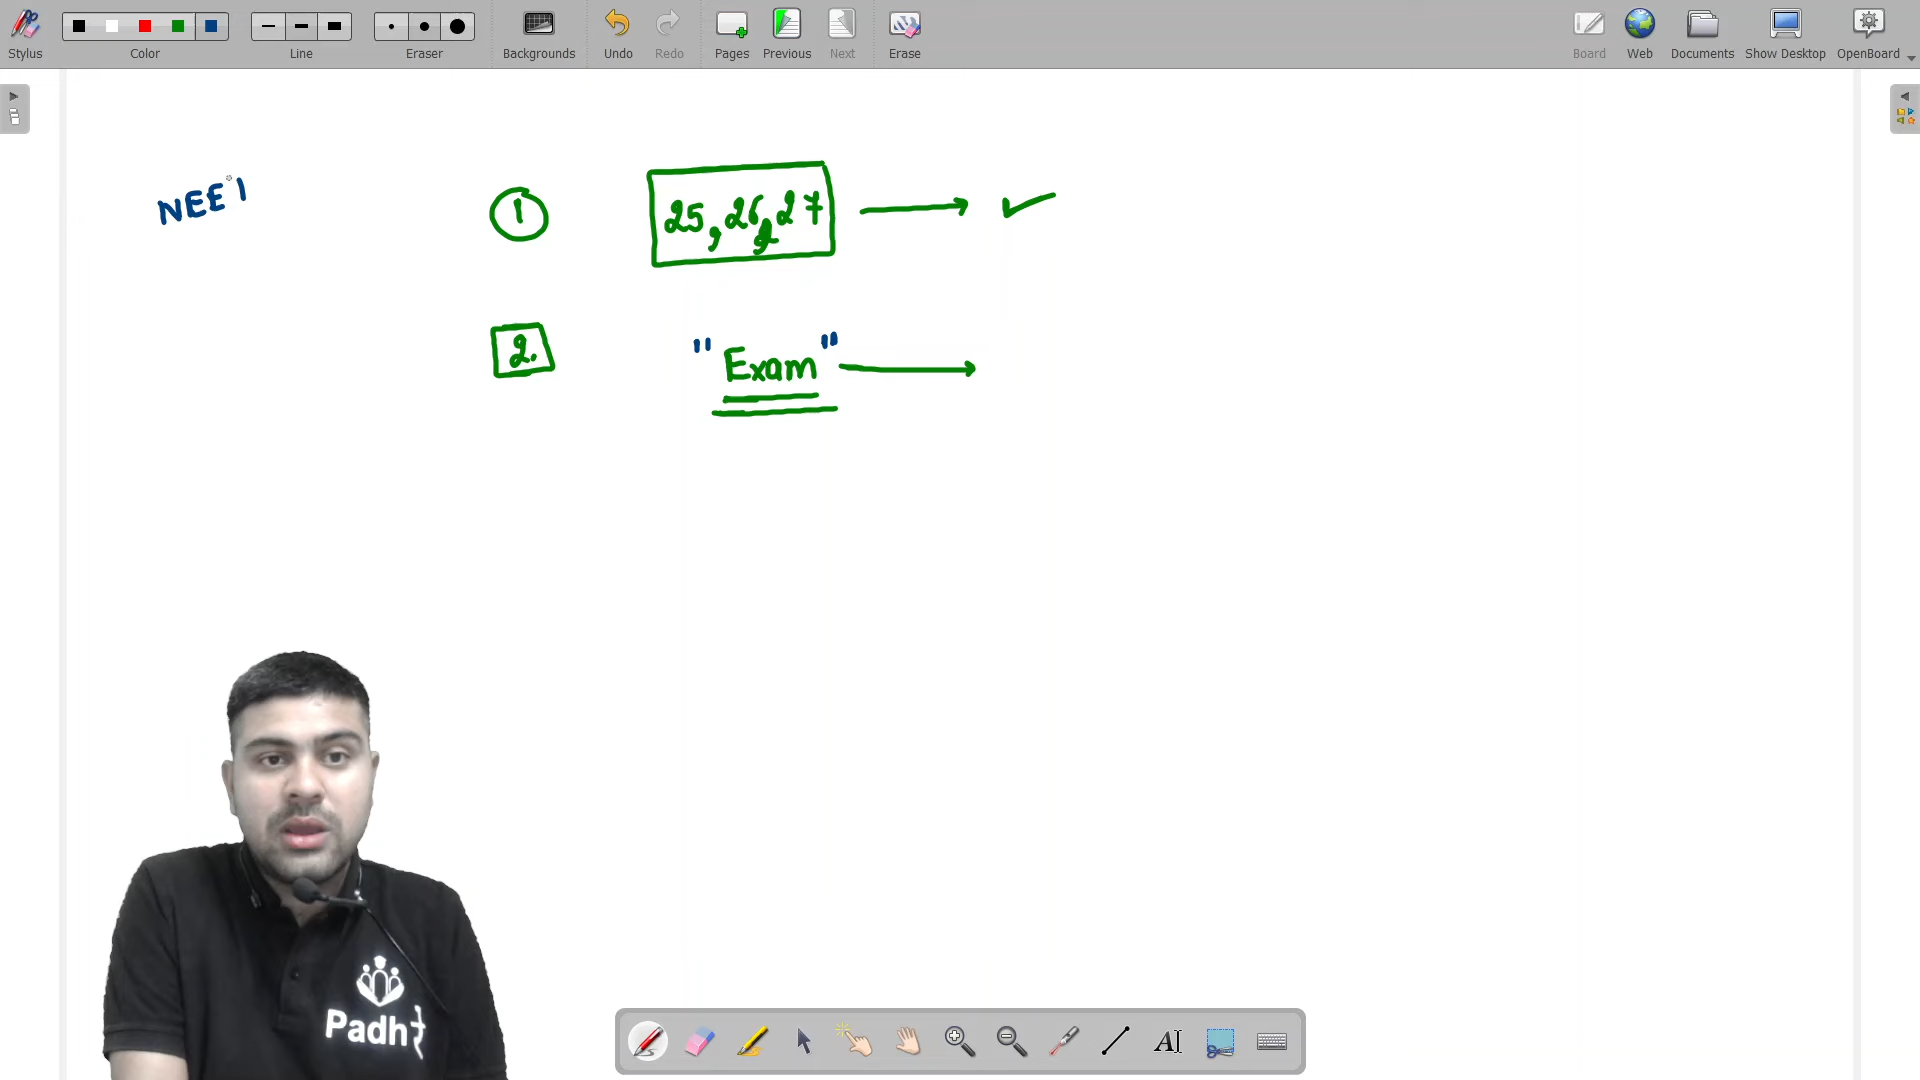 Stylus
Color
Line
Eraser
Backgrounds
Undo
Redo
Pages
Previous
Next
Erase
Board
Web
Documents
Show Desktop
OpenBoard
NEET
1
25, 26, 27
2.
"Exam"
Padhरे